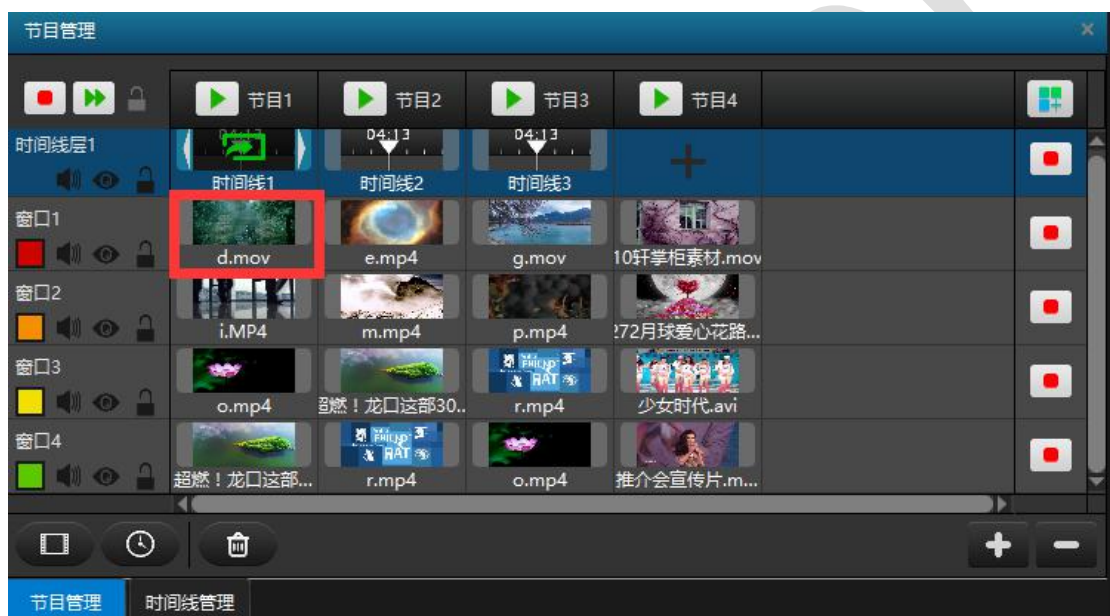 节目管理
节目1 节目2 节目3 节目4
时间线层1
04:13 04:13
时间线1 时间线2 时间线3
窗口1
d.mov e.mp4 g.mov 10轩掌柜素材.mov
窗口2
i.MP4 m.mp4 p.mp4 272月球爱心花路...
窗口3
o.mp4 超燃！龙口这部30.. r.mp4 少女时代.avi
窗口4
超燃！龙口这部... r.mp4 o.mp4 推介会宣传片.m...
节目管理 时间线管理